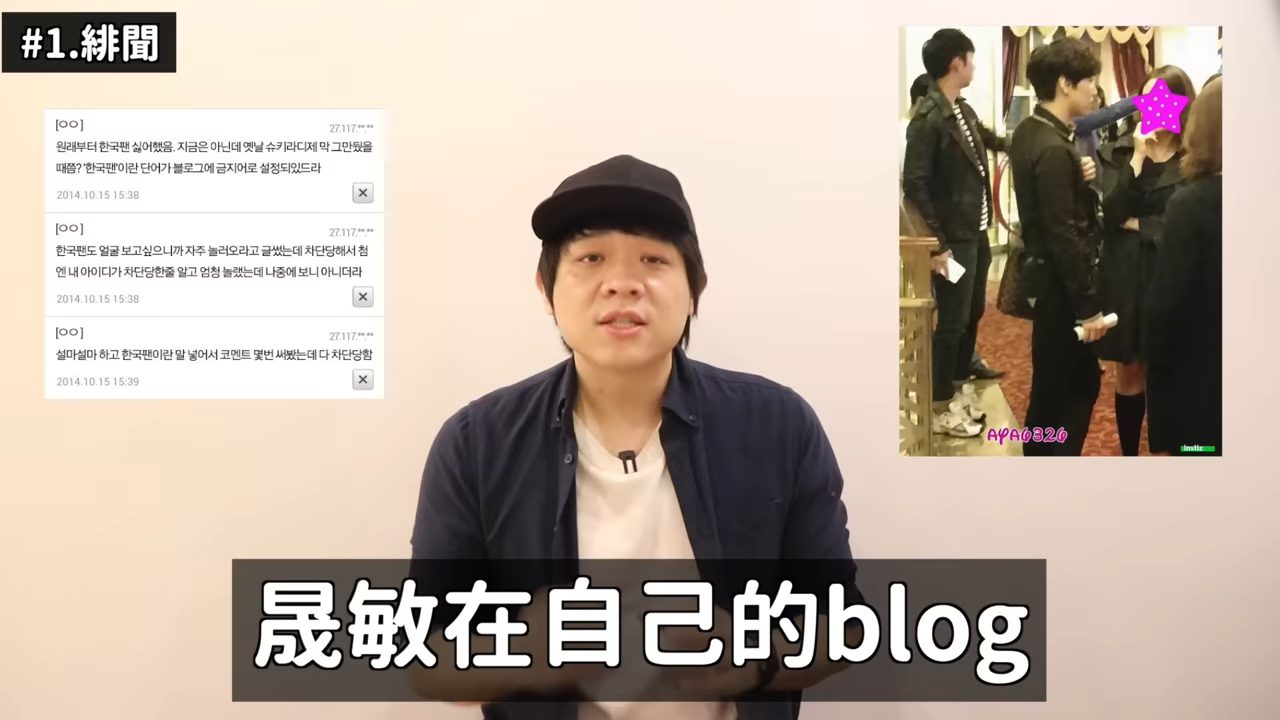 #1.緋聞
[ㅇㅇ]
27.117.**.**
원래부터 한국팬 싫어했음. 지금은 아닌데 옛날 슈키라디제 막 그만뒀을
때쯤? '한국팬'이란 단어가 블로그에 금지어로 설정되있드라
2014.10.15 15:38
[ㅇㅇ]
27.117.**.**
한국팬도 얼굴 보고싶으니까 자주 놀러오라고 글썼는데 차단당해서 첨
엔 내 아이디가 차단당한줄 알고 엄청 놀랬는데 나중에 보니 아니더라
2014.10.15 15:38
[ㅇㅇ]
27.117.**.**
설마설마 하고 한국팬이란 말 넣어서 코멘트 몇번 써봤는데 다 차단당함
2014.10.15 15:39
AYA6326
instiz
晟敏在自己的blog